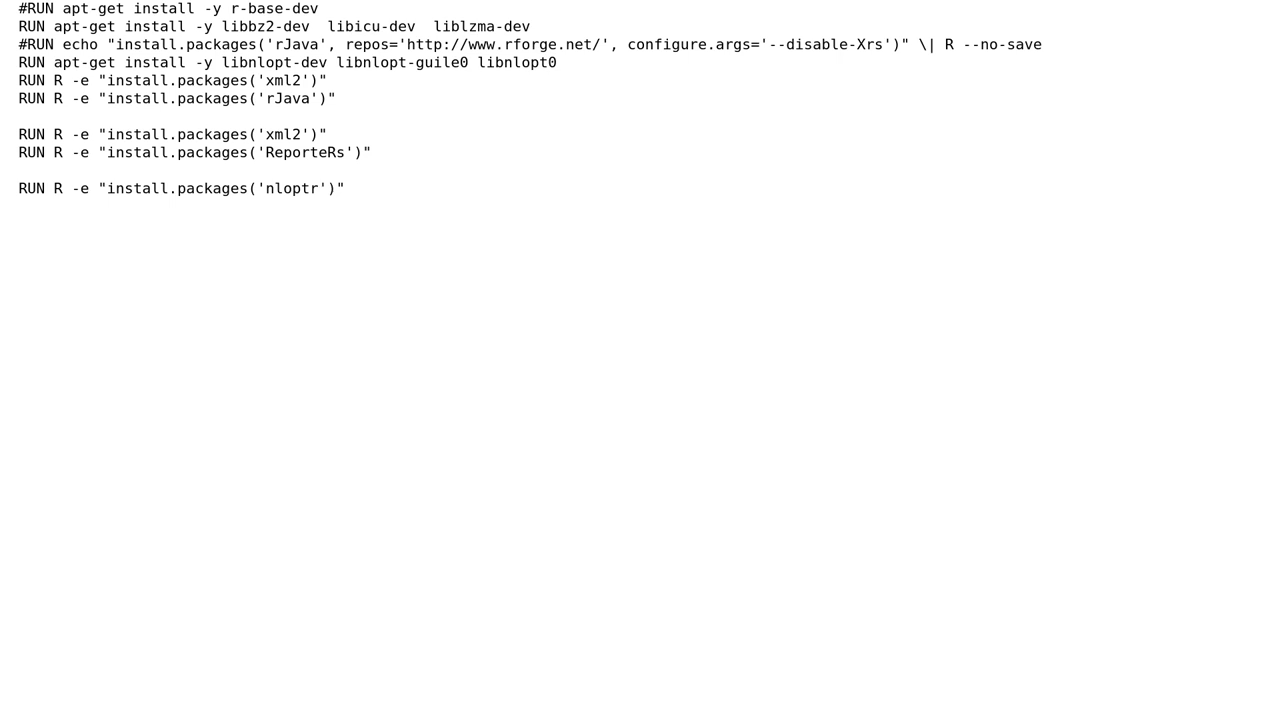 #RUN apt-get install -y r-base-dev
RUN apt-get install -y libbz2-dev  libicu-dev  liblzma-dev
#RUN echo "install.packages('rJava', repos='http://www.rforge.net/', configure.args='--disable-Xrs')" \| R --no-save
RUN apt-get install -y libnlopt-dev libnlopt-guile0 libnlopt0
RUN R -e "install.packages('xml2')"
RUN R -e "install.packages('rJava')"

RUN R -e "install.packages('xml2')"
RUN R -e "install.packages('ReporteRs')"

RUN R -e "install.packages('nloptr')"